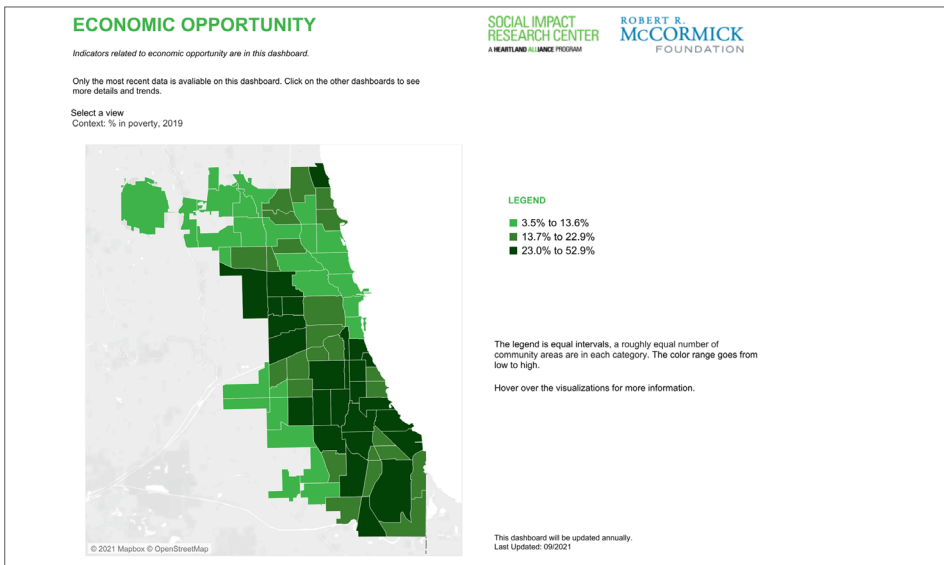 ECONOMIC OPPORTUNITY
SOCIAL IMPACT
RESEARCH CENTER
A HEARTLAND ALLIANCE PROGRAM
ROBERT R.
McCORMICK
FOUNDATION
Indicators related to economic opportunity are in this dashboard.
Only the most recent data is avaliable on this dashboard. Click on the other dashboards to see
more details and trends.
Select a view
Context: % in poverty, 2019
LEGEND
3.5% to 13.6%
13.7% to 22.9%
23.0% to 52.9%
The legend is equal intervals, a roughly equal number of
community areas are in each category. The color range goes from
low to high.
Hover over the visualizations for more information.
This dashboard will be updated annually.
Last Updated: 09/2021
© 2021 Mapbox © OpenStreetMap